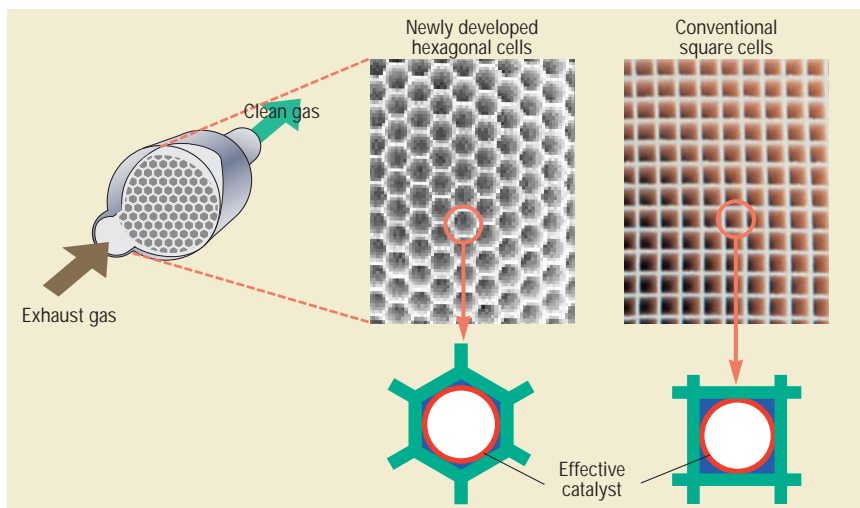 Newly developed
hexagonal cells
Conventional
square cells
Clean gas
Exhaust gas
Effective
catalyst